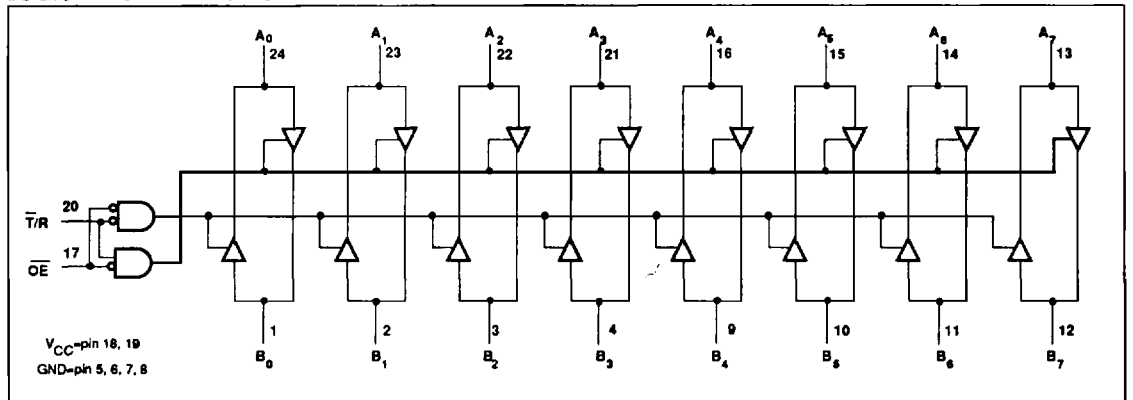 A₀ A₁ A₂ A₃ A₄ A₅ A₆ A₇
24 23 22 21 16 15 14 13
20
T̅/R
17
O̅E̅
1 2 3 4 9 10 11 12
B₀ B₁ B₂ B₃ B₄ B₅ B₆ B₇
V_CC=pin 18, 19
GND=pin 5, 6, 7, 8